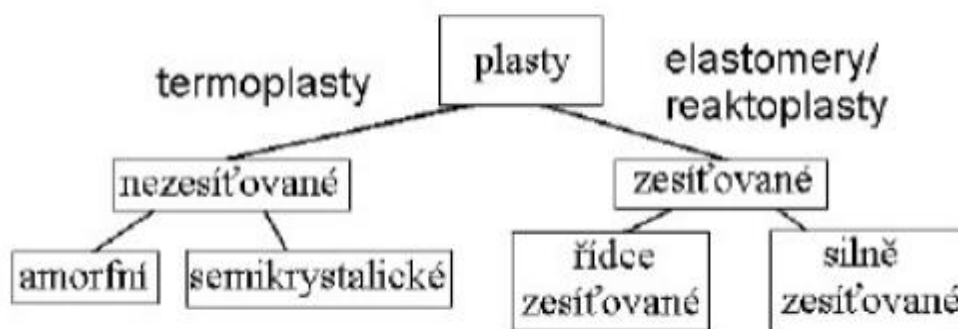 plasty
termoplasty
elastomery/
reaktoplasty
nezesíťované
zesíťované
amorfní
semikrystalické
řídce
zesíťované
silně
zesíťované